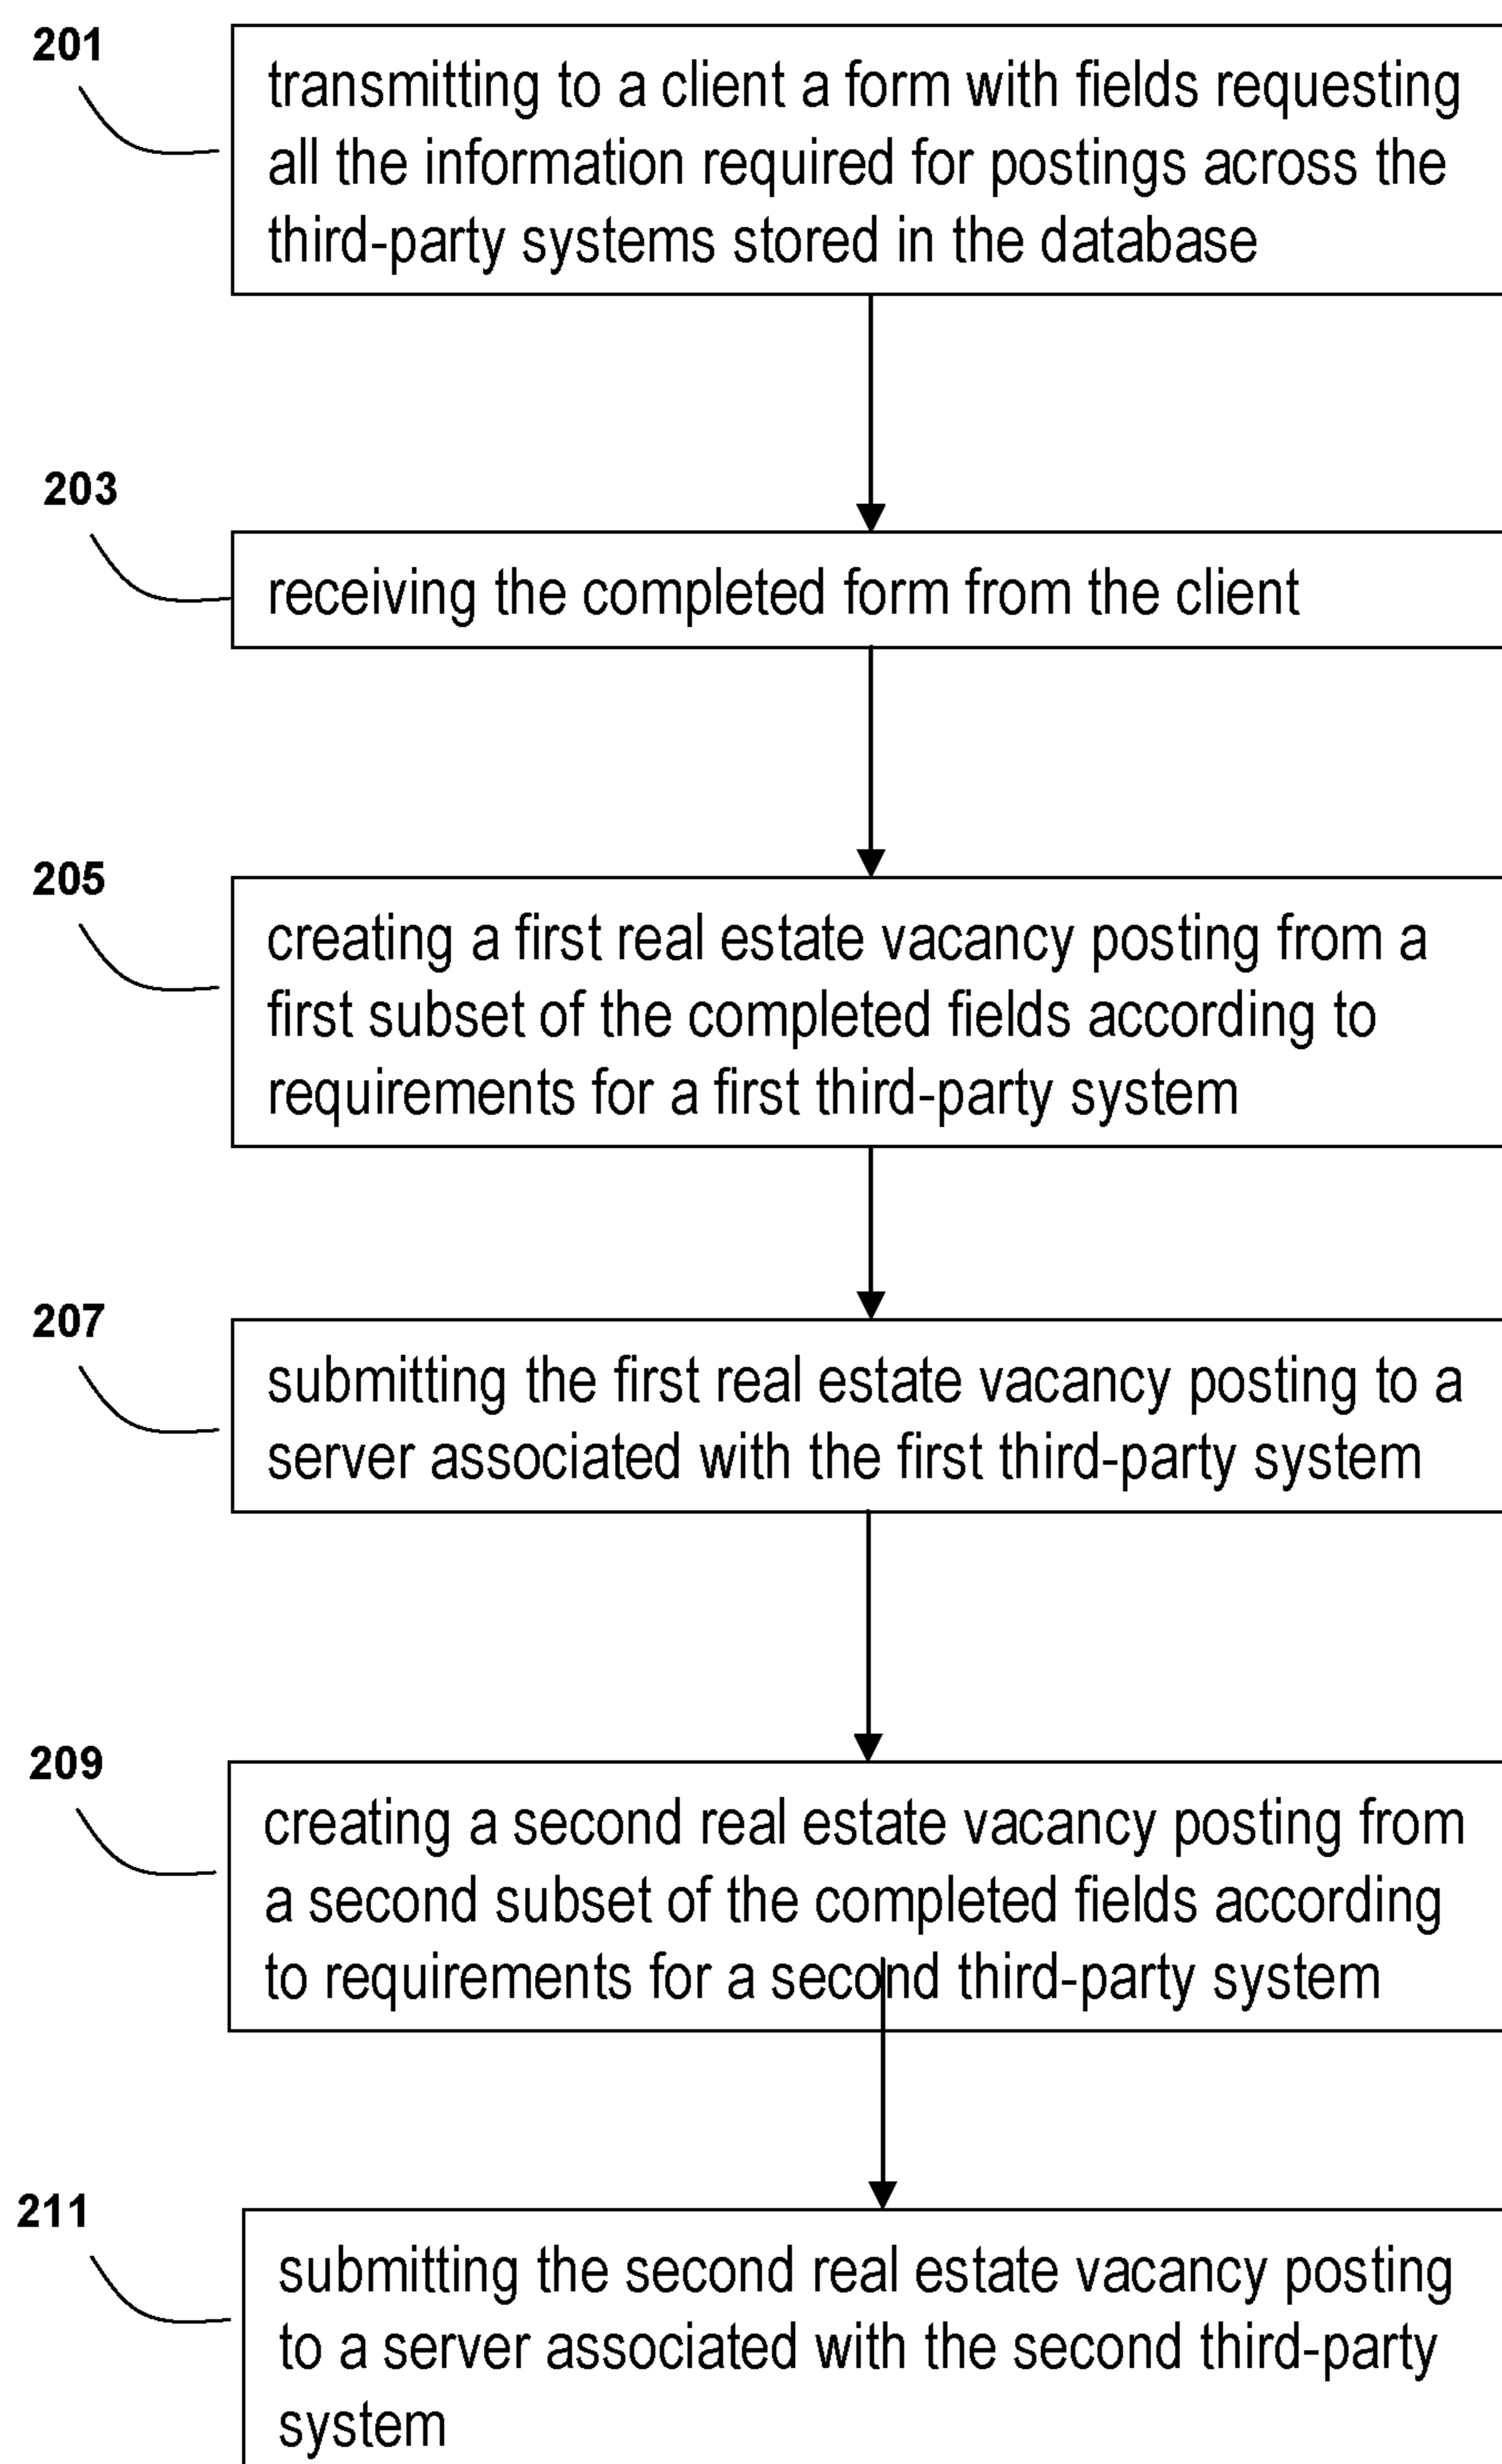 201
transmitting to a client a form with fields requesting
all the information required for postings across the
third-party systems stored in the database
203
receiving the completed form from the client
205
creating a first real estate vacancy posting from a
first subset of the completed fields according to
requirements for a first third-party system
207
submitting the first real estate vacancy posting to a
server associated with the first third-party system
209
creating a second real estate vacancy posting from
a second subset of the completed fields according
to requirements for a second third-party system
211
submitting the second real estate vacancy posting
to a server associated with the second third-party
system